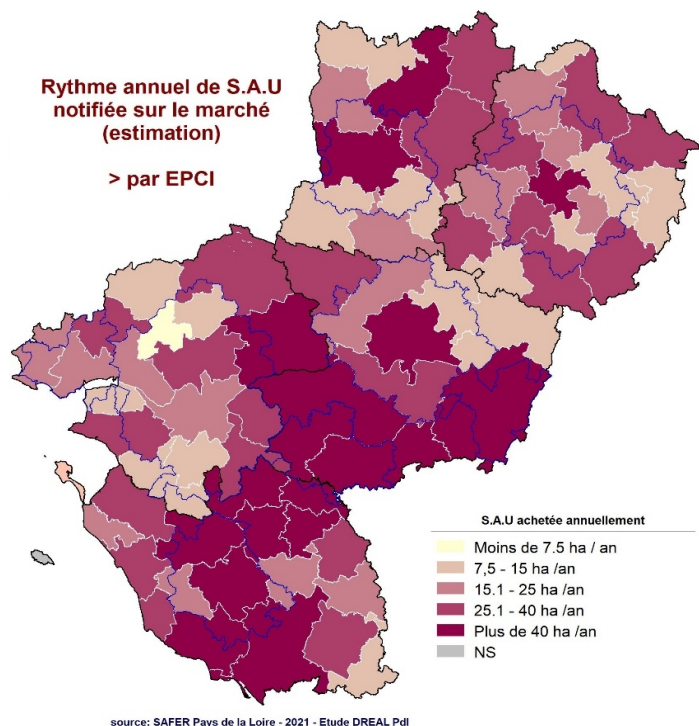 Rythme annuel de S.A.U
notifiée sur le marché
(estimation)
> par EPCI
S.A.U achetée annuellement
Moins de 7.5 ha / an
7,5 - 15 ha /an
15.1 - 25 ha /an
25.1 - 40 ha /an
Plus de 40 ha /an
NS
source: SAFER Pays de la Loire - 2021 - Etude DREAL Pdl